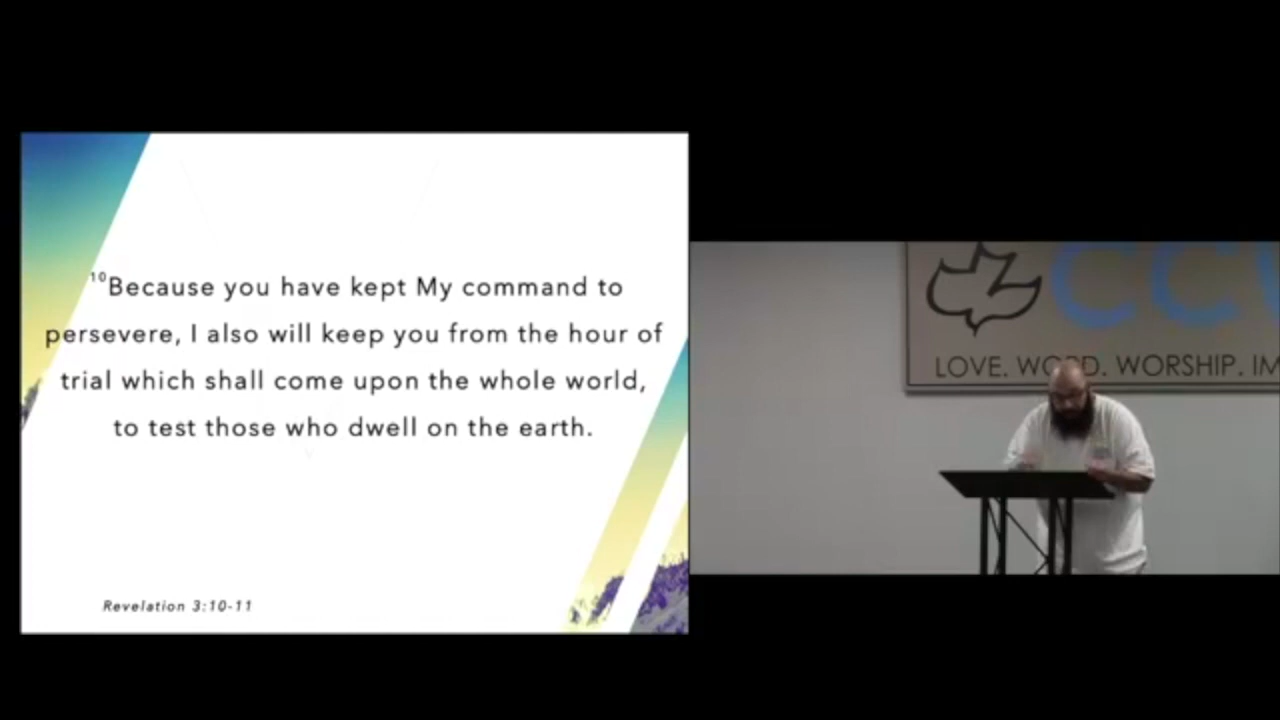 ¹⁰Because you have kept My command to
persevere, I also will keep you from the hour of
trial which shall come upon the whole world,
to test those who dwell on the earth.
Revelation 3:10-11
CC
LOVE. WORD. WORSHIP. IM